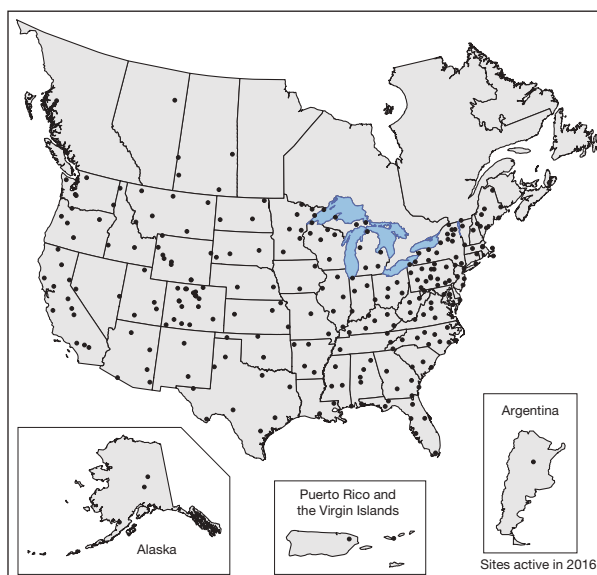 Argentina
Puerto Rico and
the Virgin Islands
Alaska
Sites active in 2016